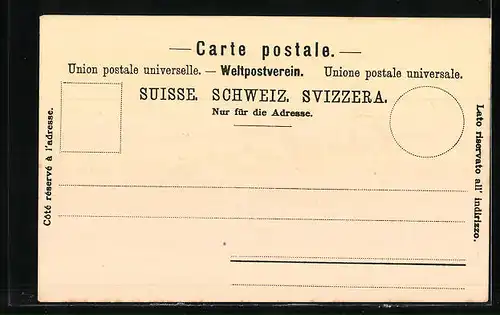 — Carte postale. —
Union postale universelle. — Weltpostverein. Unione postale universale.
SUISSE. SCHWEIZ. SVIZZERA.
Nur für die Adresse.
Côté réservé à l'adresse.
Lato riservato all' indirizzo.